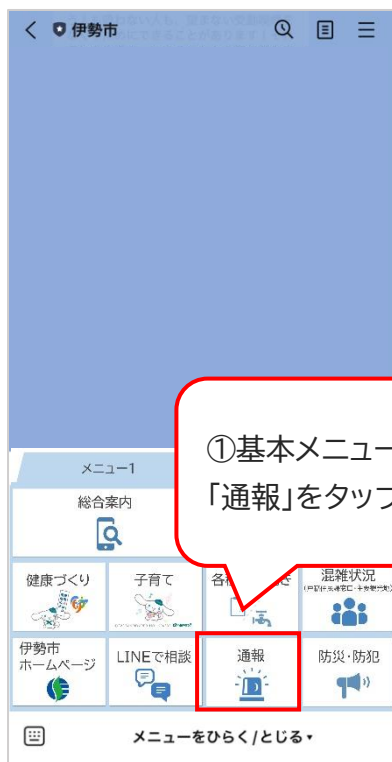 伊勢市
①基本メニュー
「通報」をタップ
メニュー1
総合案内
健康づくり
子育て
各
き
混雑状況
伊勢市
ホームページ
LINEで相談
通報
防災・防犯
メニューをひらく/とじる▾